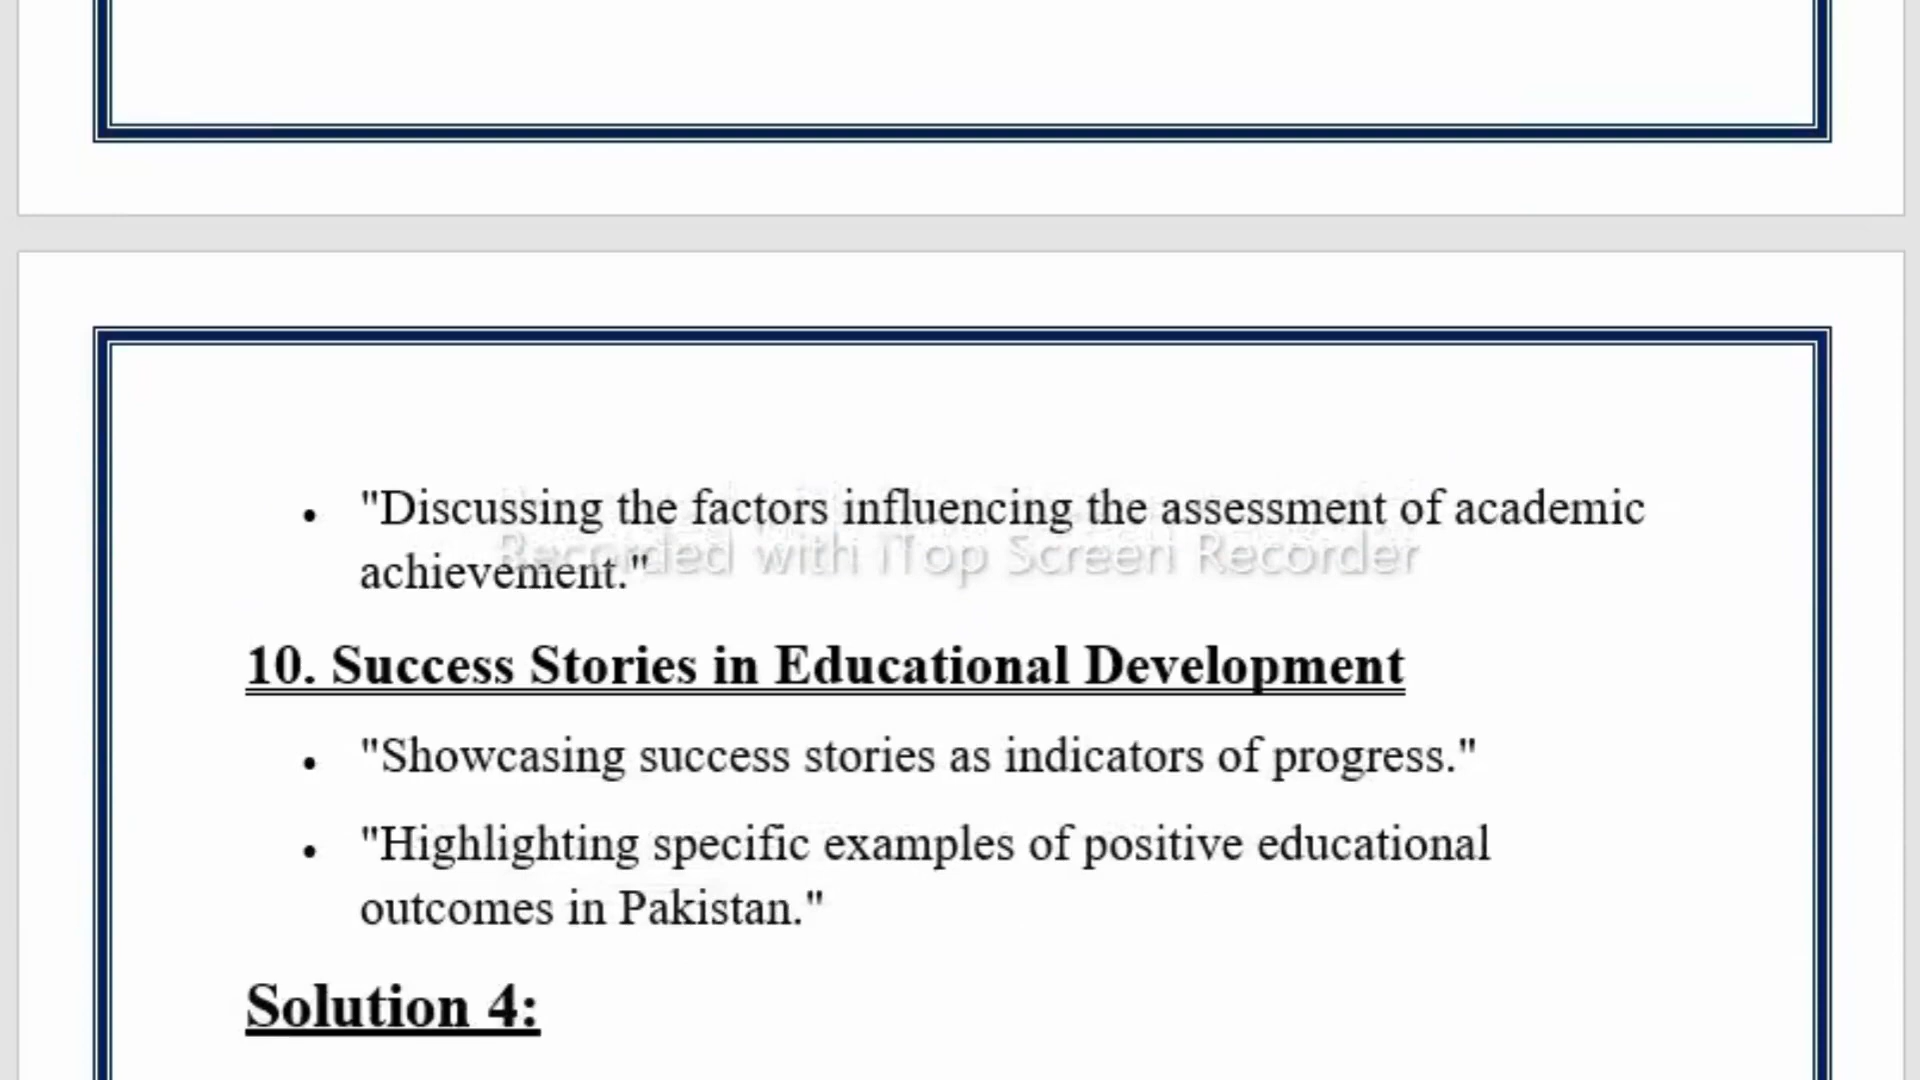 • "Discussing the factors influencing the assessment of academic
achievement."
Recorded with iTop Screen Recorder
10. Success Stories in Educational Development
• "Showcasing success stories as indicators of progress."
• "Highlighting specific examples of positive educational
outcomes in Pakistan."
Solution 4: